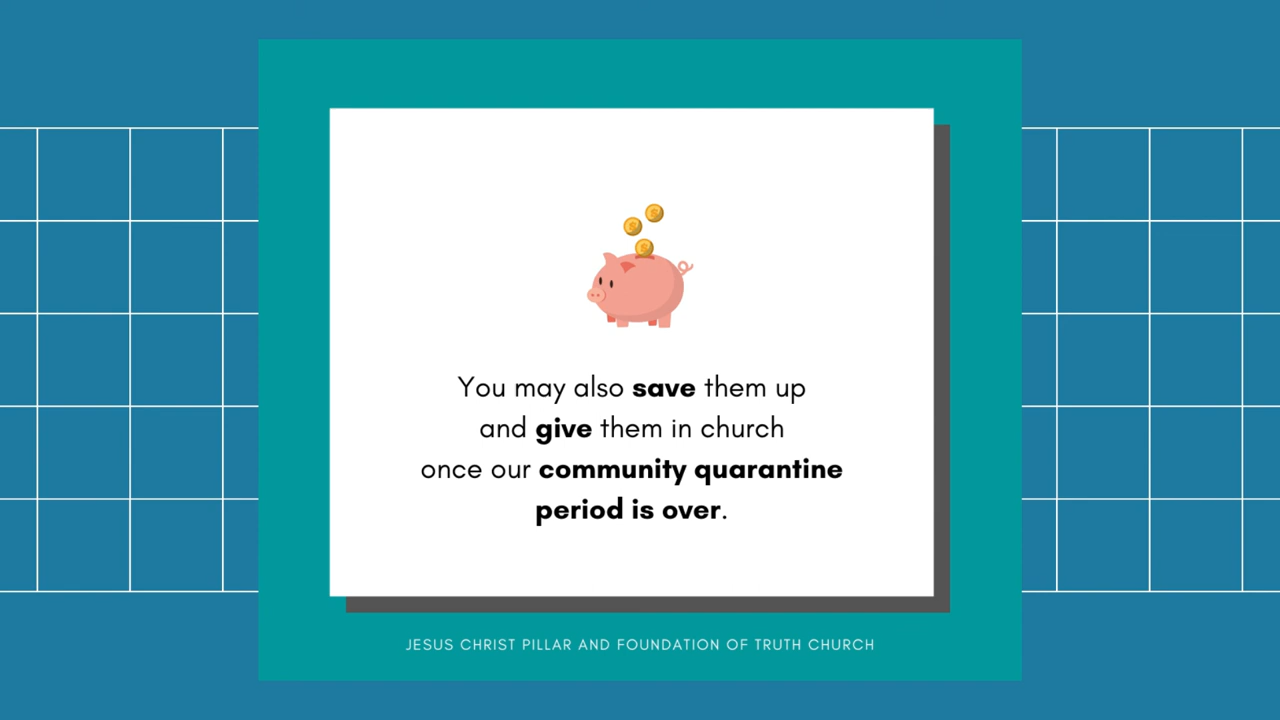 You may also save them up
and give them in church
once our community quarantine
period is over.
JESUS CHRIST PILLAR AND FOUNDATION OF TRUTH CHURCH